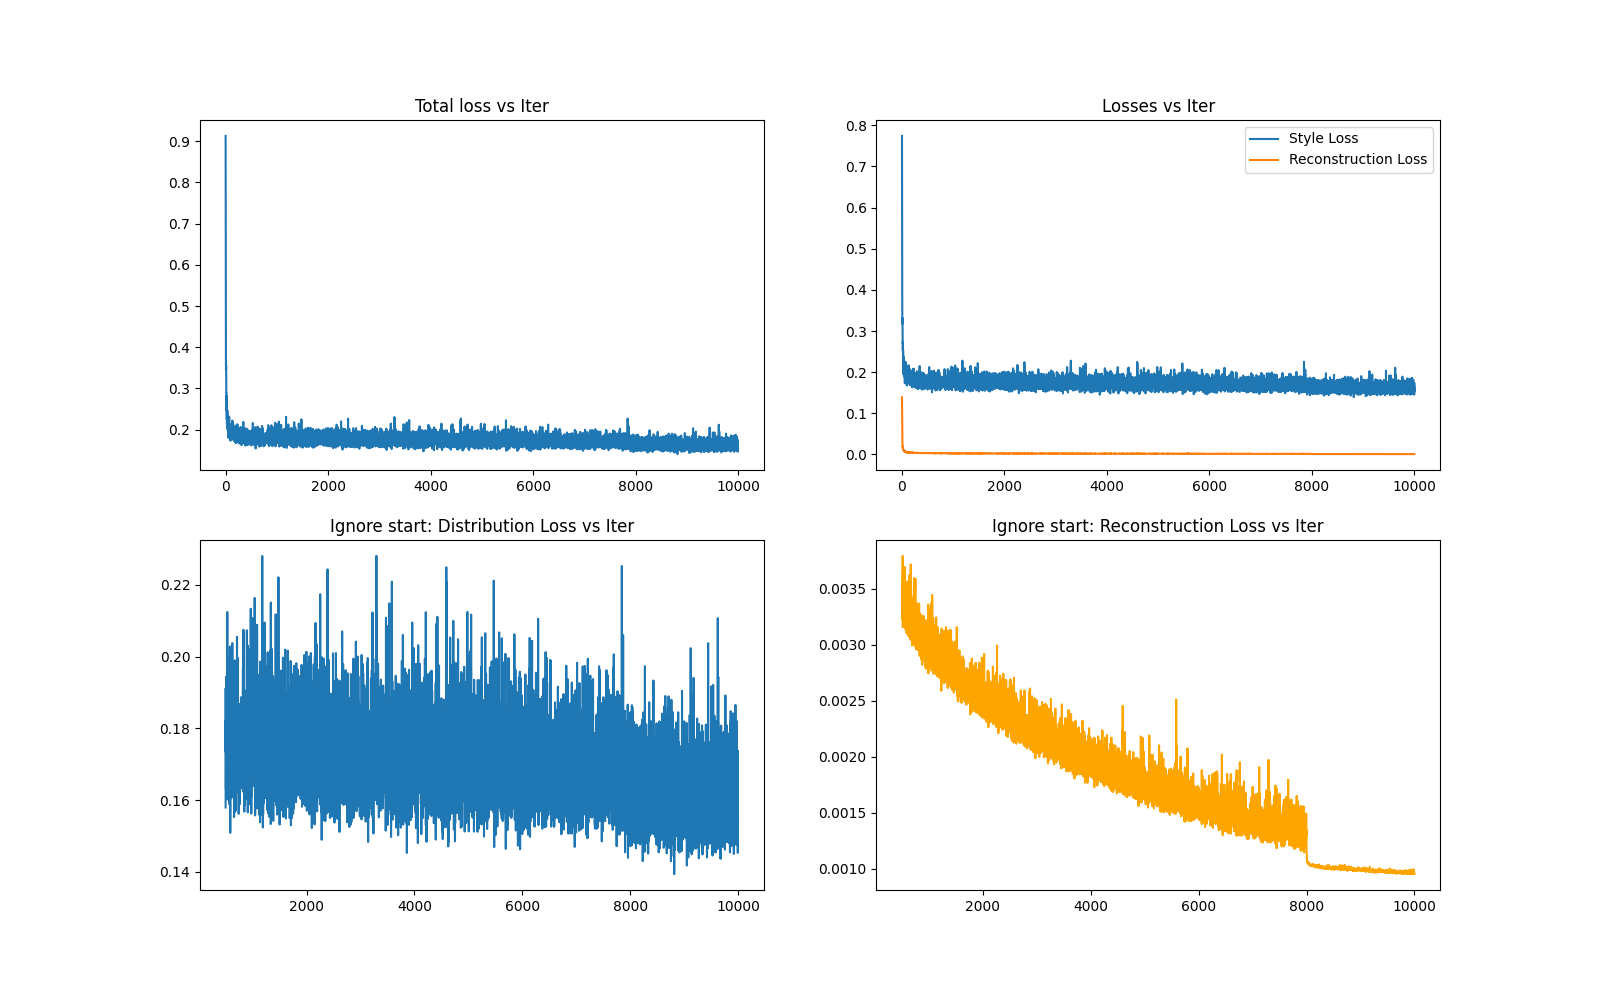 Total loss vs Iter
0.9
0.8
0.7
0.6
0.5
0.4
0.3
0.2
0 2000 4000 6000 8000 10000
Losses vs Iter
0.8
0.7
0.6
0.5
0.4
0.3
0.2
0.1
0.0
Style Loss
Reconstruction Loss
0 2000 4000 6000 8000 10000
Ignore start: Distribution Loss vs Iter
0.22
0.20
0.18
0.16
0.14
2000 4000 6000 8000 10000
Ignore start: Reconstruction Loss vs Iter
0.0035
0.0030
0.0025
0.0020
0.0015
0.0010
2000 4000 6000 8000 10000